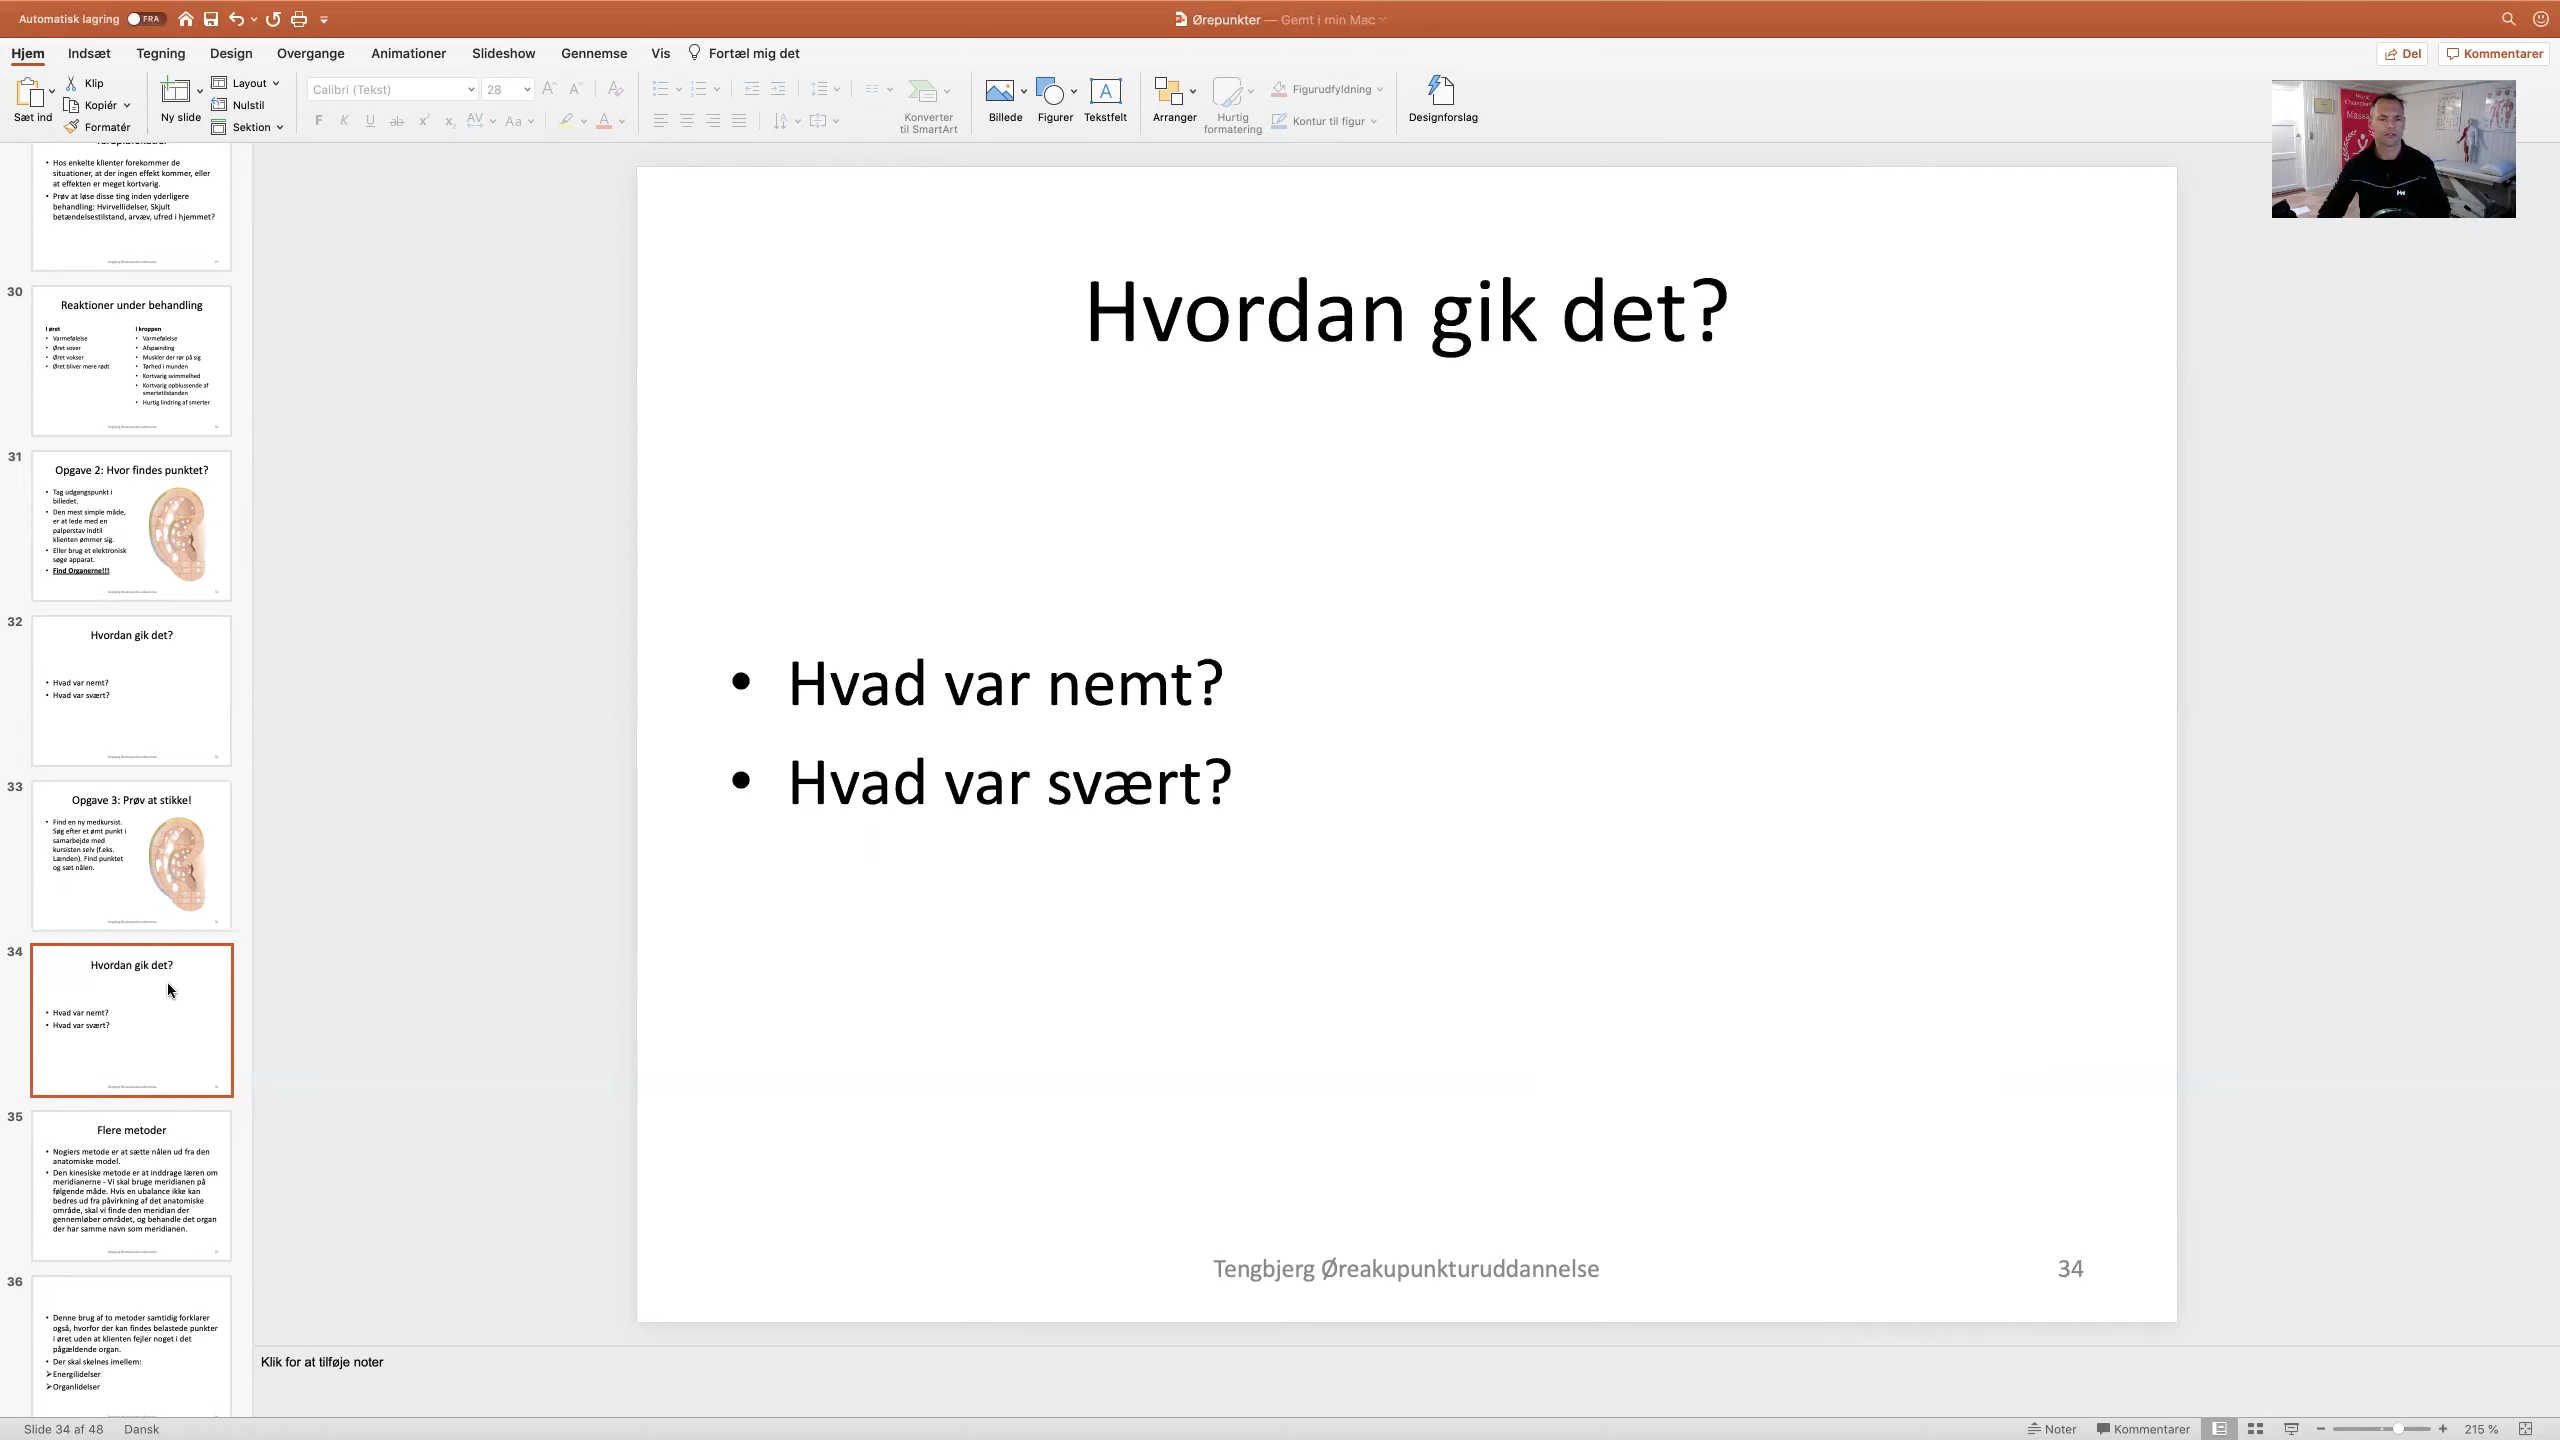 Automatisk lagring FRA
Ørepunkter — Gemt i min Mac
Hjem Indsæt Tegning Design Overgange Animationer Slideshow Gennemse Vis Fortæl mig det
Del Kommentarer
Sæt ind
Klip
Kopiér
Formatér
Ny slide
Layout
Nulstil
Sektion
Calibri (Tekst) 28
F K U ab x² x₂ AV Aa A
Konverter
til SmartArt
Billede Figurer Tekstfelt
Arranger
Hurtig
formatering
Figurudfyldning
Kontur til figur
Designforslag
• Hos enkelte klienter forekommer de
situationer, at der ingen effekt kommer, eller
at effekten er meget kortvarig.
• Prøv at løse disse ting inden yderligere
behandling: Hvirvellidelser, Skjult
betændelsestilstand, arvæv, ufred i hjemmet?
30
Reaktioner under behandling
I øret
• Varmefølelse
• Øret sover
• Øret vokser
• Øret bliver mere rødt
I kroppen
• Varmefølelse
• Afspænding
• Muskler der rør på sig
• Tørhed i munden
• Kortvarig svimmelhed
• Kortvarig opblussende af
smertetilstanden
• Hurtig lindring af smerter
31
Opgave 2: Hvor findes punktet?
• Tag udgangspunkt i
billedet.
• Den mest simple måde,
er at lede med en
palperstav indtil
klienten ømmer sig.
• Eller brug et elektronisk
søge apparat.
• Find Organerne!!!
32
Hvordan gik det?
• Hvad var nemt?
• Hvad var svært?
33
Opgave 3: Prøv at stikke!
• Find en ny medkursist.
Søg efter et ømt punkt i
samarbejde med
kursisten selv (f.eks.
Lænden). Find punktet
og sæt nålen.
34
Hvordan gik det?
• Hvad var nemt?
• Hvad var svært?
35
Flere metoder
• Nogiers metode er at sætte nålen ud fra den
anatomiske model.
• Den kinesiske metode er at inddrage læren om
meridianerne - Vi skal bruge meridianen på
følgende måde. Hvis en ubalance ikke kan
bedres ud fra påvirkning af det anatomiske
område, skal vi finde den meridian der
gennemløber området, og behandle det organ
der har samme navn som meridianen.
36
• Denne brug af to metoder samtidig forklarer
også, hvorfor der kan findes belastede punkter
i øret uden at klienten fejler noget i det
pågældende organ.
• Der skal skelnes imellem:
➢Energilidelser
➢Organlidelser
Hvordan gik det?
• Hvad var nemt?
• Hvad var svært?
Tengbjerg Øreakupunkturuddannelse 34
Klik for at tilføje noter
Slide 34 af 48 Dansk
Noter Kommentarer 215 %